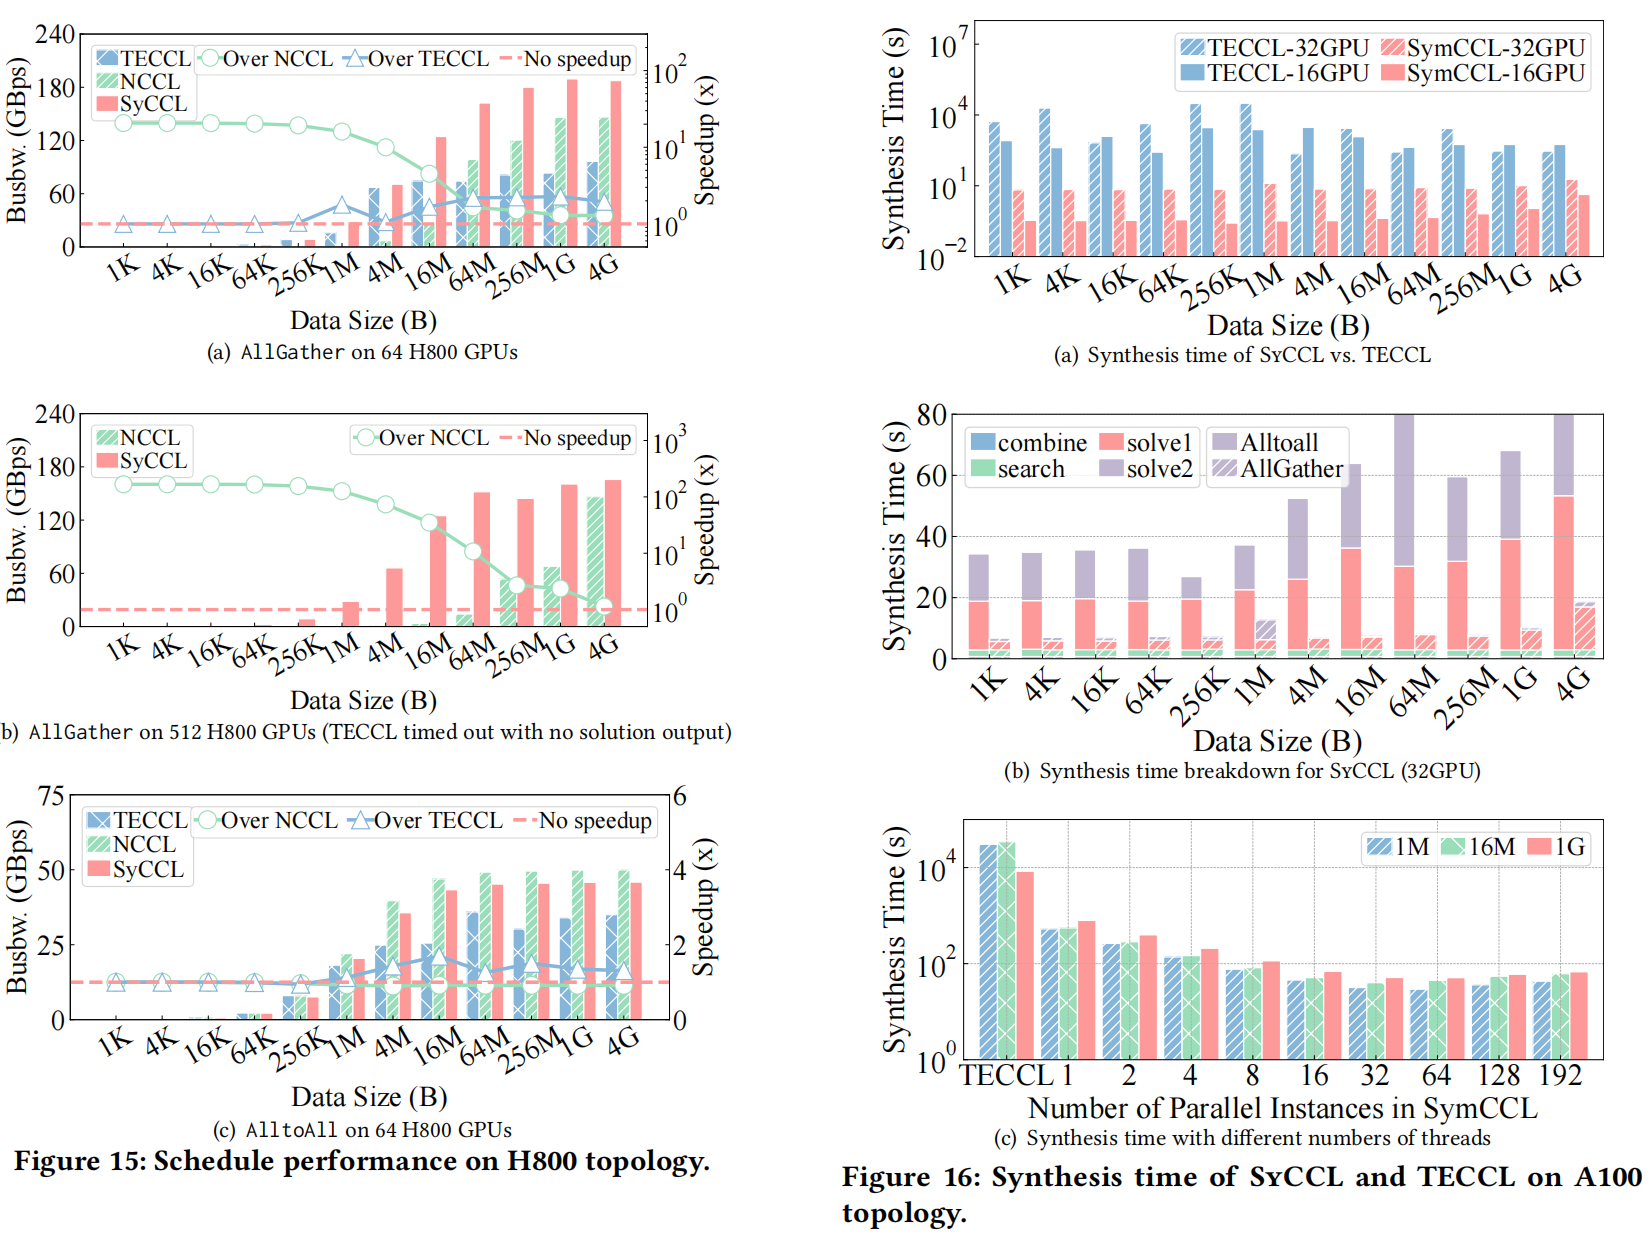 240
180
120
60
0
Busbw. (GBps)
TECCL
NCCL
SyCCL
Over NCCL
Over TECCL
No speedup
10^2
10^1
10^0
Speedup (x)
1K 4K 16K 64K 256K 1M 4M 16M 64M 256M 1G 4G
Data Size (B)
(a) AllGather on 64 H800 GPUs
240
180
120
60
0
Busbw. (GBps)
NCCL
SyCCL
Over NCCL
No speedup
10^3
10^2
10^1
10^0
Speedup (x)
1K 4K 16K 64K 256K 1M 4M 16M 64M 256M 1G 4G
Data Size (B)
b) AllGather on 512 H800 GPUs (TECCL timed out with no solution output)
75
50
25
0
Busbw. (GBps)
TECCL
NCCL
SyCCL
Over NCCL
Over TECCL
No speedup
6
4
2
0
Speedup (x)
1K 4K 16K 64K 256K 1M 4M 16M 64M 256M 1G 4G
Data Size (B)
(c) AlltoAll on 64 H800 GPUs
Figure 15: Schedule performance on H800 topology.
10^7
10^4
10^1
10^-2
Synthesis Time (s)
TECCL-32GPU
TECCL-16GPU
SymCCL-32GPU
SymCCL-16GPU
1K 4K 16K 64K 256K 1M 4M 16M 64M 256M 1G 4G
Data Size (B)
(a) Synthesis time of SYCCL vs. TECCL
80
60
40
20
0
Synthesis Time (s)
combine
search
solve1
solve2
Alltoall
AllGather
1K 4K 16K 64K 256K 1M 4M 16M 64M 256M 1G 4G
Data Size (B)
(b) Synthesis time breakdown for SYCCL (32GPU)
10^4
10^2
10^0
Synthesis Time (s)
1M
16M
1G
TECCL 1 2 4 8 16 32 64 128 192
Number of Parallel Instances in SymCCL
(c) Synthesis time with different numbers of threads
Figure 16: Synthesis time of SYCCL and TECCL on A100
topology.